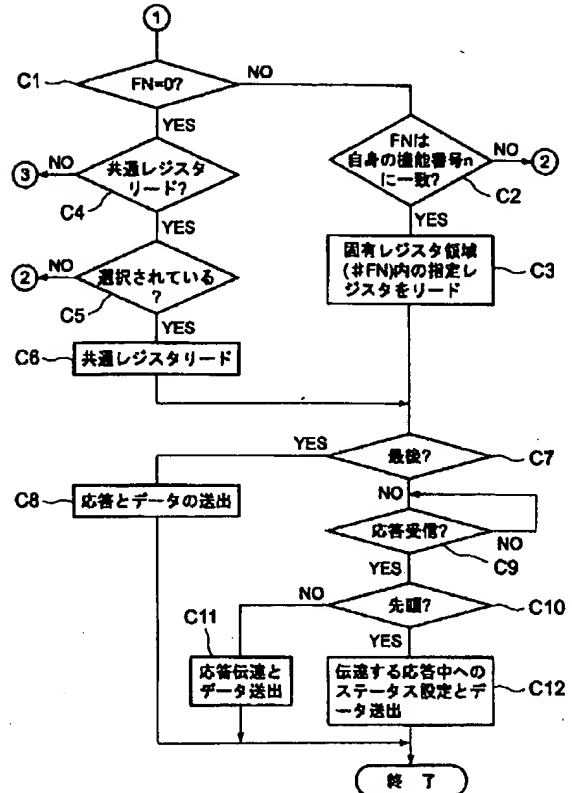 ①
C1
FN=0?
NO
YES
FNは
自身の機能番号n
に一致?
NO
②
C2
YES
③
NO
共通レジスタ
リード?
C4
YES
固有レジスタ領域
(#FN)内の指定レ
ジスタをリード
C3
②
NO
選択されている
?
C5
YES
C6
共通レジスタリード
YES
最後?
C7
NO
C8
応答とデータの送出
応答受信?
NO
C9
YES
NO
先頭?
C10
YES
C11
応答伝達と
データ送出
伝達する応答中への
ステータス設定とデ
ータ送出
C12
終 了